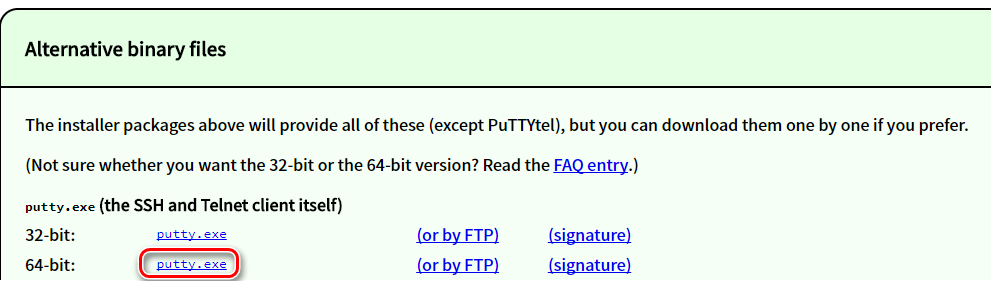 Alternative binary files
The installer packages above will provide all of these (except PuTTYtel), but you can download them one by one if you prefer.
(Not sure whether you want the 32-bit or the 64-bit version? Read the FAQ entry.)
putty.exe (the SSH and Telnet client itself)
32-bit: putty.exe (or by FTP) (signature)
64-bit: putty.exe (or by FTP) (signature)